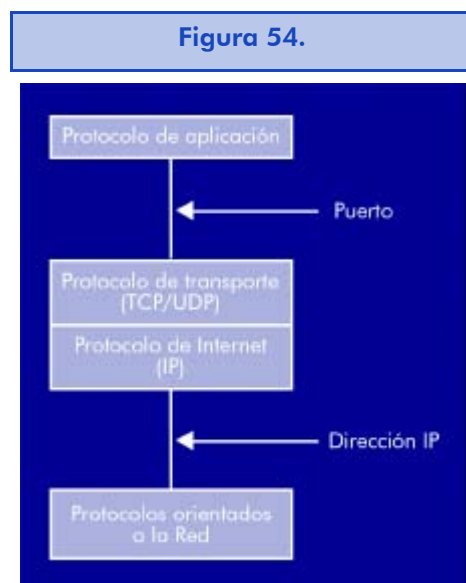 Figura 54.
Protocolo de aplicación
Puerto
Protocolo de transporte
(TCP/UDP)
Protocolo de Internet
(IP)
Dirección IP
Protocolos orientados
a la Red